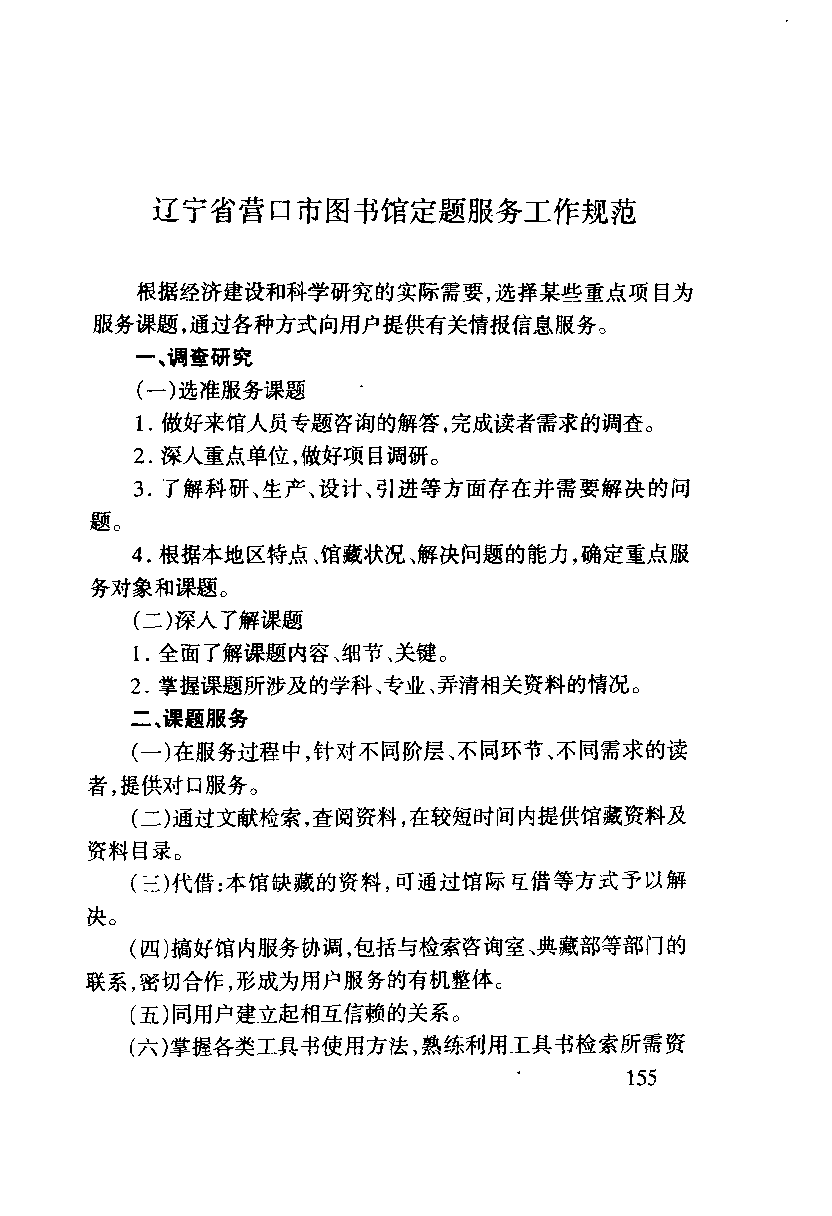 辽宁省营口市图书馆定题服务工作规范
根据经济建设和科学研究的实际需要,选择某些重点项目为
服务课题,通过各种方式向用户提供有关情报信息服务。
一、调查研究
(一)选准服务课题
1. 做好来馆人员专题咨询的解答,完成读者需求的调查。
2. 深入重点单位,做好项目调研。
3. 了解科研、生产、设计、引进等方面存在并需要解决的问
题。
4. 根据本地区特点、馆藏状况、解决问题的能力,确定重点服
务对象和课题。
(二)深入了解课题
1. 全面了解课题内容、细节、关键。
2. 掌握课题所涉及的学科、专业、弄清相关资料的情况。
二、课题服务
(一)在服务过程中,针对不同阶层、不同环节、不同需求的读
者,提供对口服务。
(二)通过文献检索,查阅资料,在较短时间内提供馆藏资料及
资料目录。
(三)代借:本馆缺藏的资料,可通过馆际互借等方式予以解
决。
(四)搞好馆内服务协调,包括与检索咨询室、典藏部等部门的
联系,密切合作,形成为用户服务的有机整体。
(五)同用户建立起相互信赖的关系。
(六)掌握各类工具书使用方法,熟练利用工具书检索所需资
155